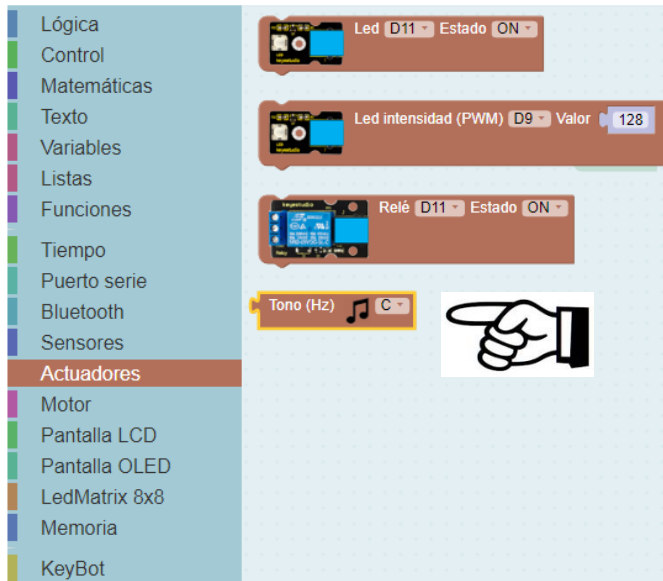 Lógica
Control
Matemáticas
Texto
Variables
Listas
Funciones
Tiempo
Puerto serie
Bluetooth
Sensores
Actuadores
Motor
Pantalla LCD
Pantalla OLED
LedMatrix 8x8
Memoria
KeyBot
Led D11 Estado ON
Led intensidad (PWM) D9 Valor 128
keyestudio
Relé D11 Estado ON
Tono (Hz) C